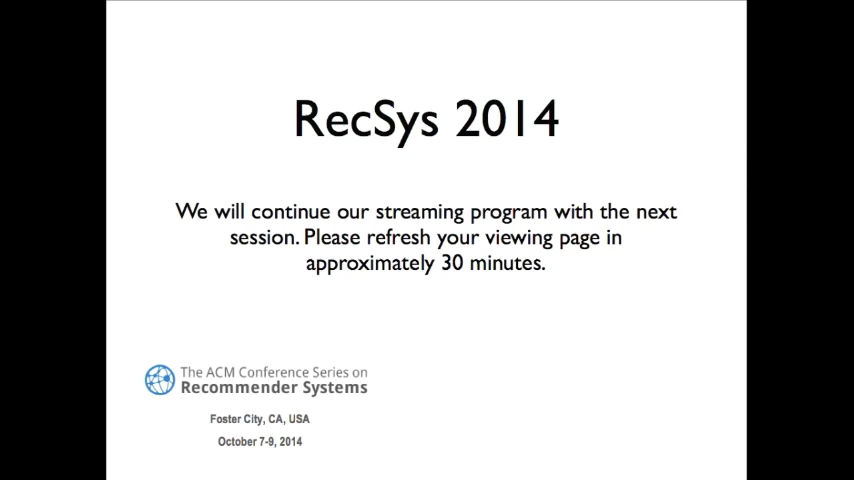 RecSys 2014
We will continue our streaming program with the next
session. Please refresh your viewing page in
approximately 30 minutes.
The ACM Conference Series on
Recommender Systems
Foster City, CA, USA
October 7-9, 2014